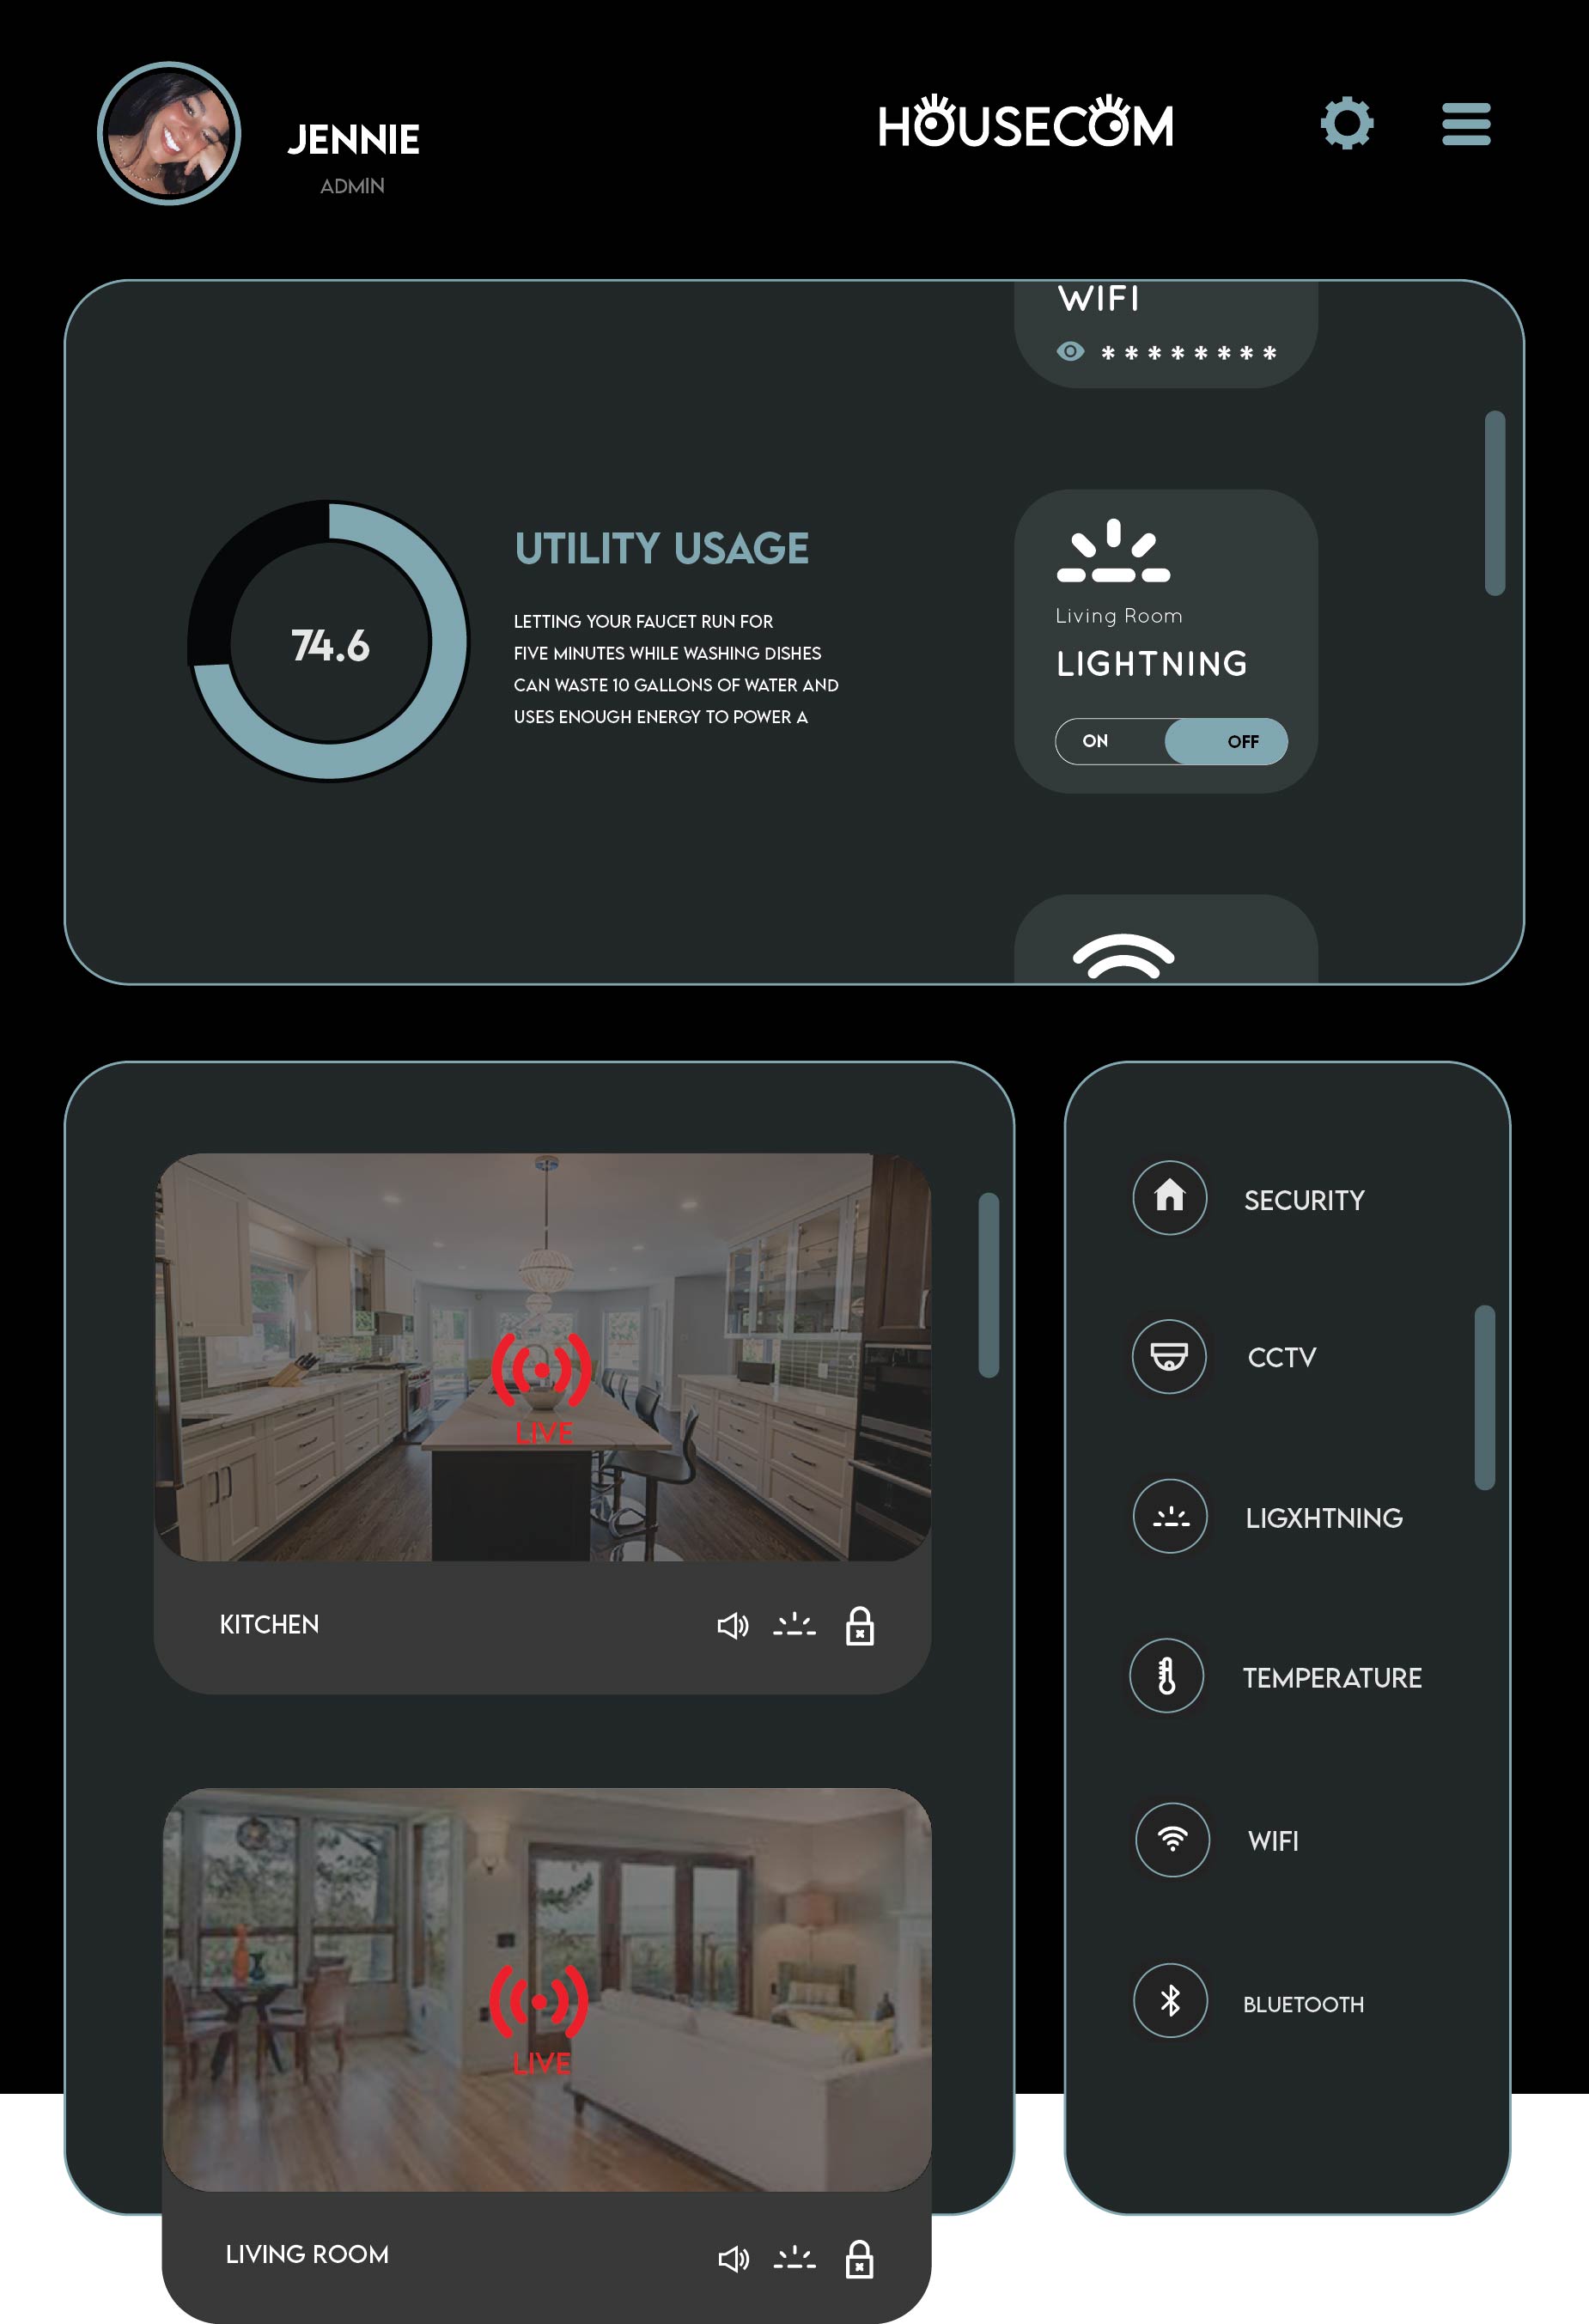 JENNIE
ADMIN
HOUSECOM
WIFI
********
74.6
UTILITY USAGE
LETTING YOUR FAUCET RUN FOR
FIVE MINUTES WHILE WASHING DISHES
CAN WASTE 10 GALLONS OF WATER AND
USES ENOUGH ENERGY TO POWER A
Living Room
LIGHTNING
ON OFF
LIVE
KITCHEN
LIVE
LIVING ROOM
SECURITY
CCTV
LIGXHTNING
TEMPERATURE
WIFI
BLUETOOTH